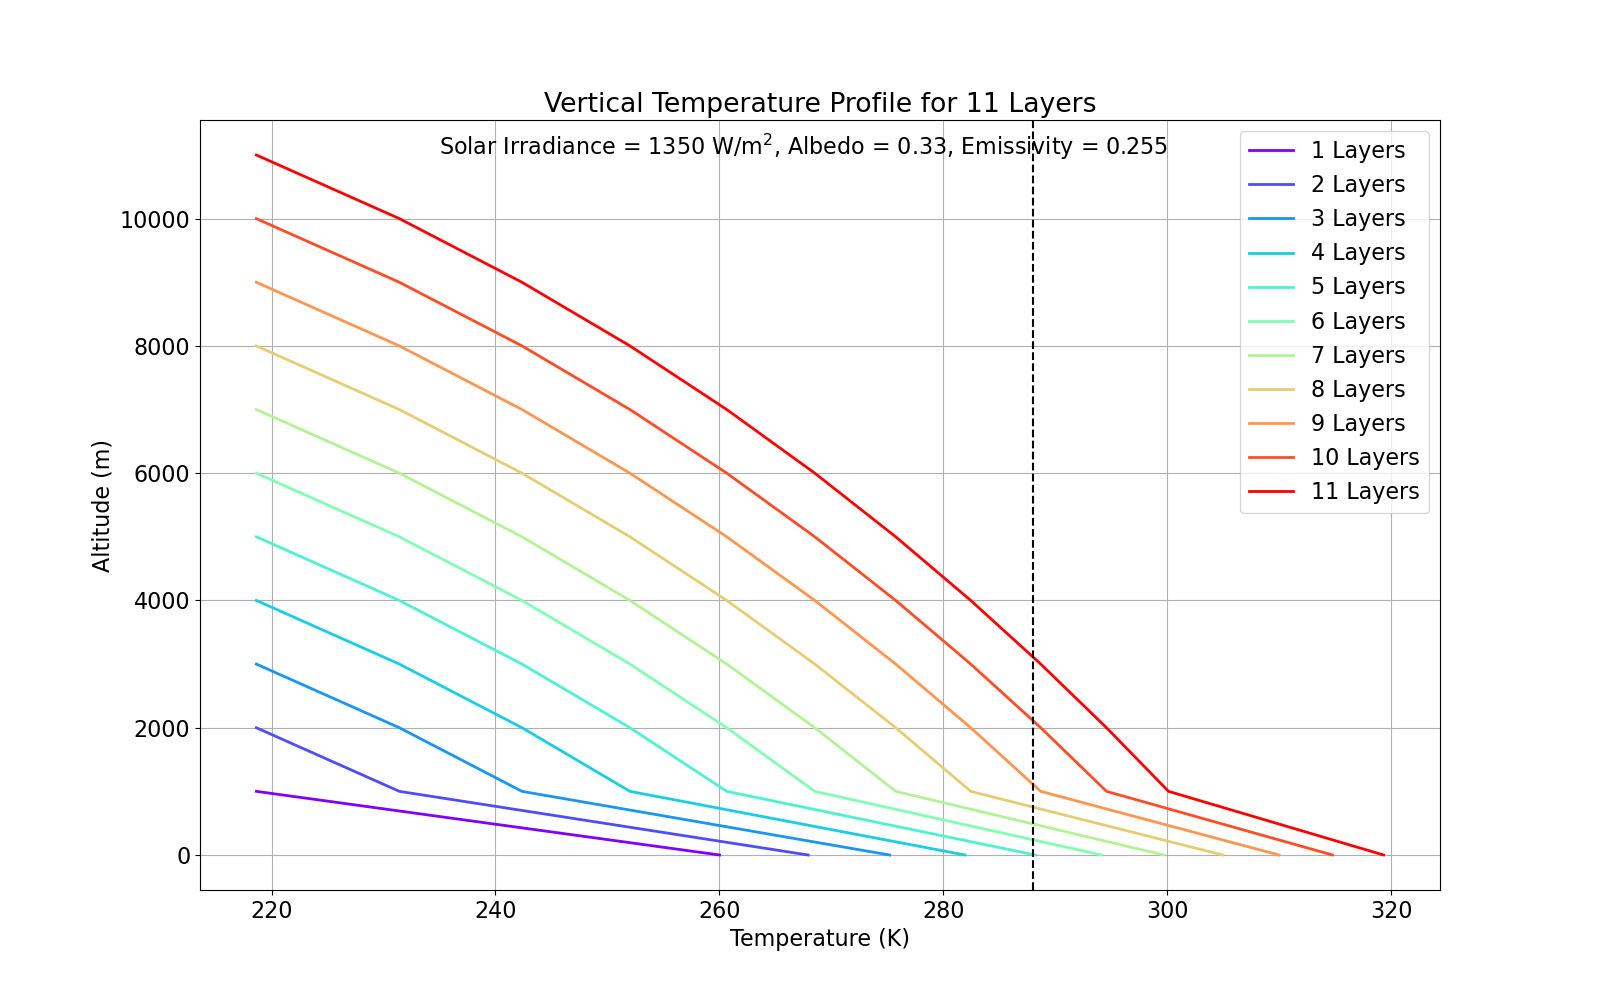 Vertical Temperature Profile for 11 Layers
Solar Irradiance = 1350 W/m², Albedo = 0.33, Emissivity = 0.255
1 Layers
2 Layers
3 Layers
4 Layers
5 Layers
6 Layers
7 Layers
8 Layers
9 Layers
10 Layers
11 Layers
Altitude (m)
10000
8000
6000
4000
2000
0
220 240 260 280 300 320
Temperature (K)